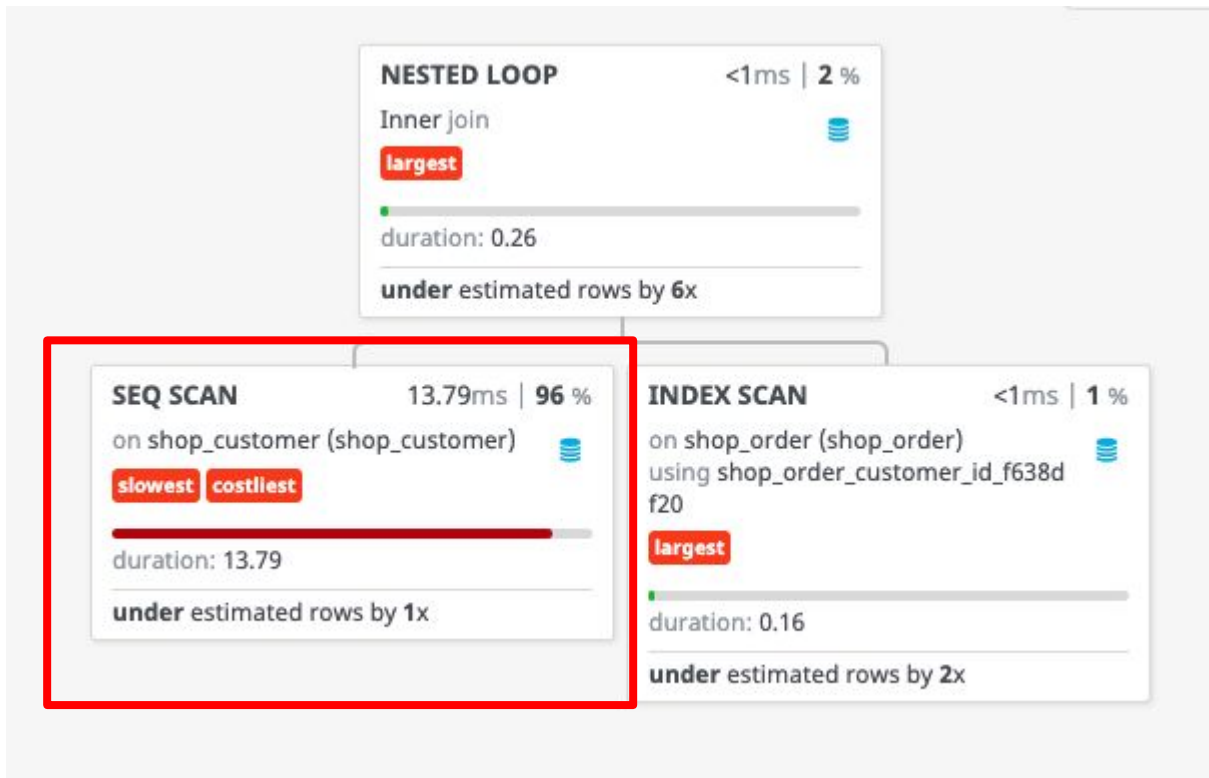 NESTED LOOP <1ms | 2 %
Inner join
largest
duration: 0.26
under estimated rows by 6x
SEQ SCAN 13.79ms | 96 %
on shop_customer (shop_customer)
slowest costliest
duration: 13.79
under estimated rows by 1x
INDEX SCAN <1ms | 1 %
on shop_order (shop_order)
using shop_order_customer_id_f638d
f20
largest
duration: 0.16
under estimated rows by 2x